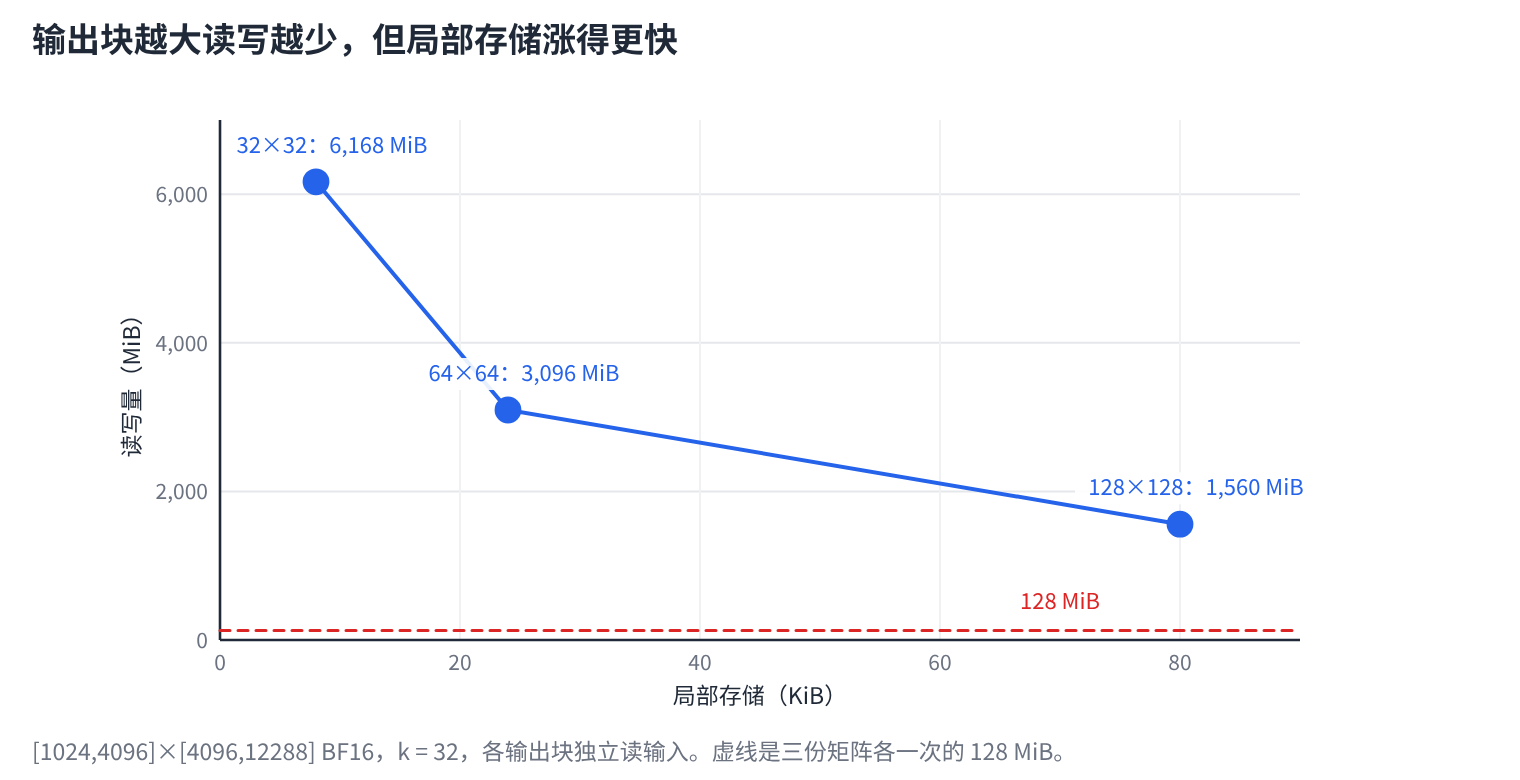 输出块越大读写越少，但局部存储涨得更快
32×32：6,168 MiB
6,000
4,000
64×64：3,096 MiB
读写量（MiB）
2,000
128×128：1,560 MiB
128 MiB
0
0 20 40 60 80
局部存储（KiB）
[1024,4096]×[4096,12288] BF16，k = 32，各输出块独立读输入。虚线是三份矩阵各一次的 128 MiB。